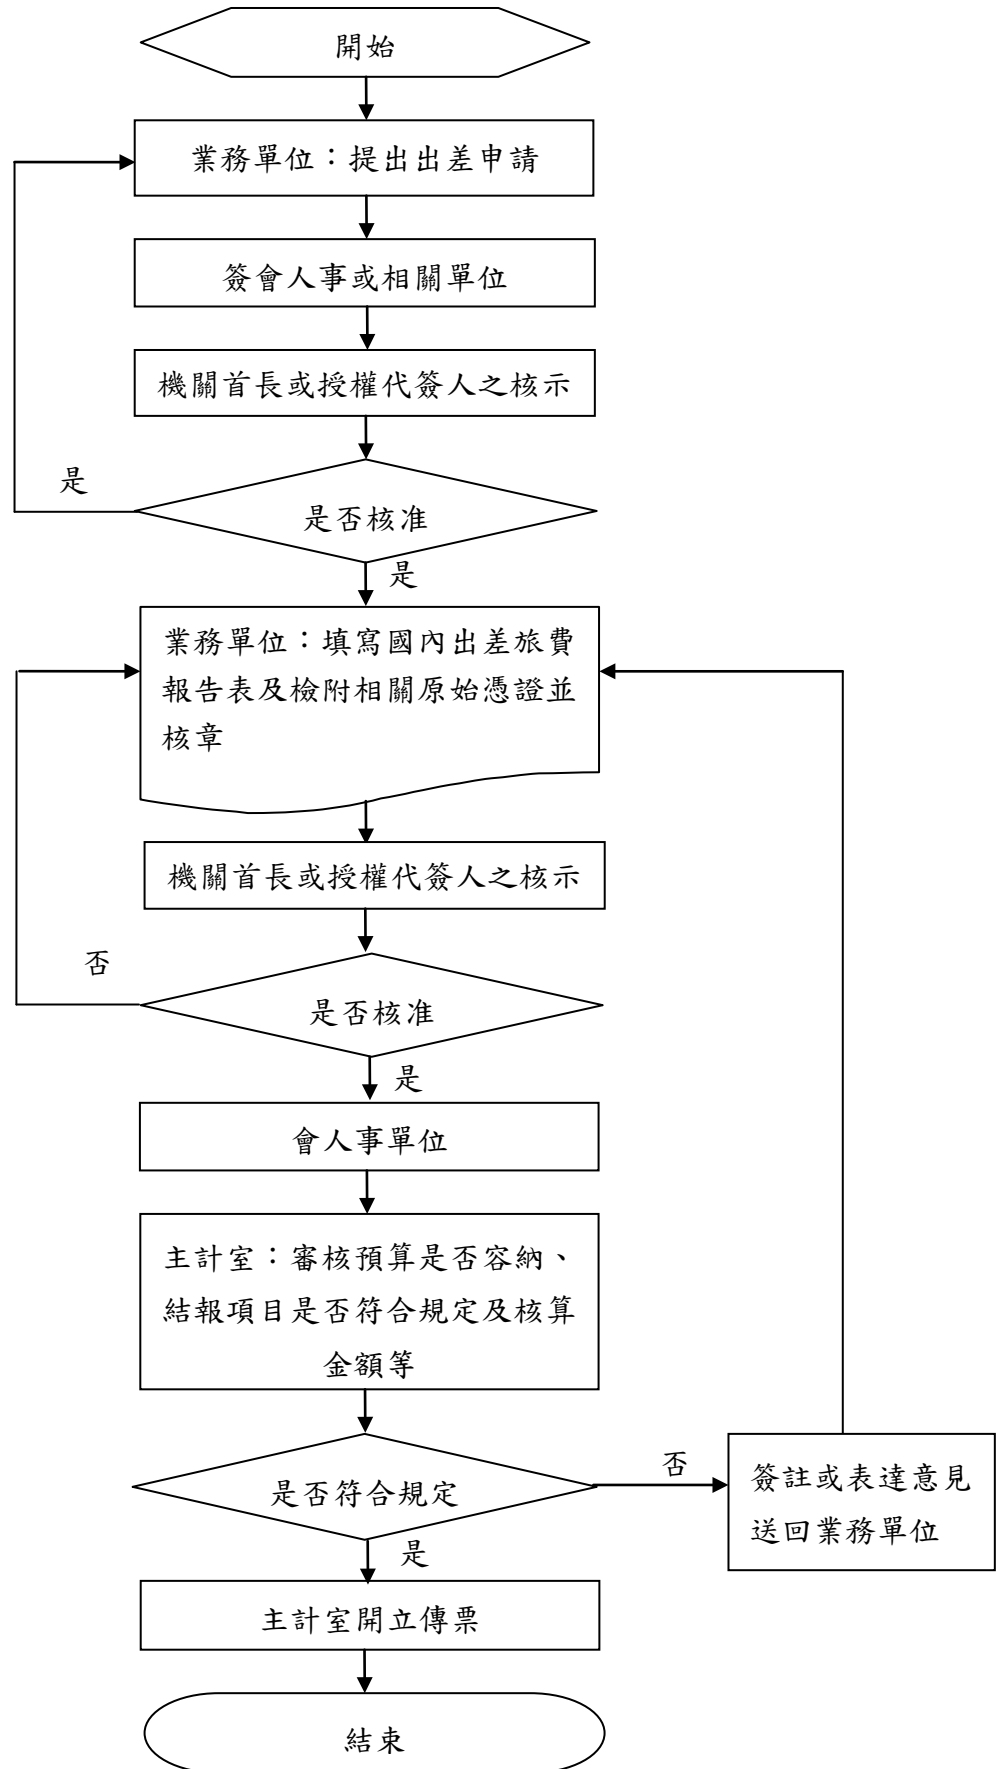 開始
業務單位：提出出差申請
簽會人事或相關單位
機關首長或授權代簽人之核示
是
是否核准
是
業務單位：填寫國內出差旅費
報告表及檢附相關原始憑證並
核章
機關首長或授權代簽人之核示
否
是否核准
是
會人事單位
主計室：審核預算是否容納、
結報項目是否符合規定及核算
金額等
是否符合規定
否
簽註或表達意見
送回業務單位
是
主計室開立傳票
結束